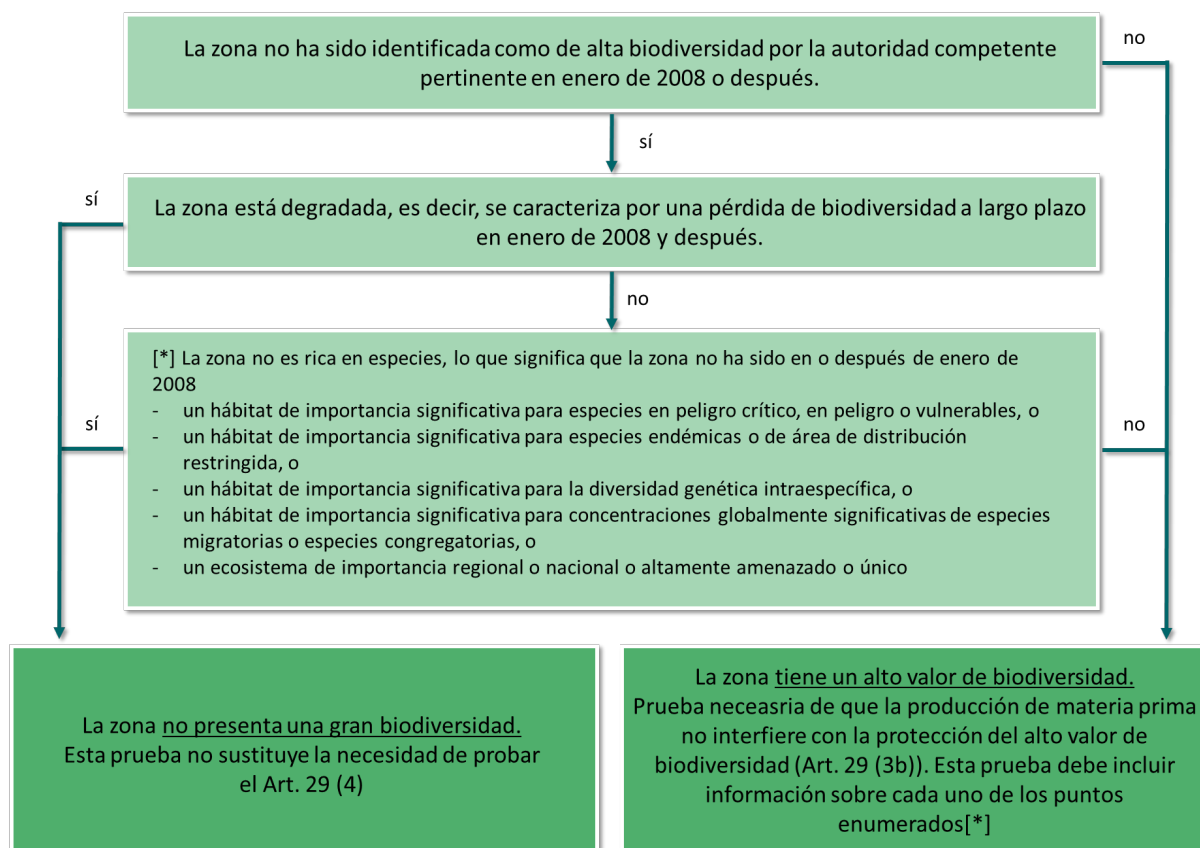 La zona no ha sido identificada como de alta biodiversidad por la autoridad competente
pertinente en enero de 2008 o después.
no
sí
sí
La zona está degradada, es decir, se caracteriza por una pérdida de biodiversidad a largo plazo
en enero de 2008 y después.
no
[*] La zona no es rica en especies, lo que significa que la zona no ha sido en o después de enero de
2008
- un hábitat de importancia significativa para especies en peligro crítico, en peligro o vulnerables, o
- un hábitat de importancia significativa para especies endémicas o de área de distribución
restringida, o
- un hábitat de importancia significativa para la diversidad genética intraespecífica, o
- un hábitat de importancia significativa para concentraciones globalmente significativas de especies
migratorias o especies congregatorias, o
- un ecosistema de importancia regional o nacional o altamente amenazado o único
sí
no
La zona no presenta una gran biodiversidad.
Esta prueba no sustituye la necesidad de probar
el Art. 29 (4)
La zona tiene un alto valor de biodiversidad.
Prueba neceasria de que la producción de materia prima
no interfiere con la protección del alto valor de
biodiversidad (Art. 29 (3b)). Esta prueba debe incluir
información sobre cada uno de los puntos
enumerados[*]